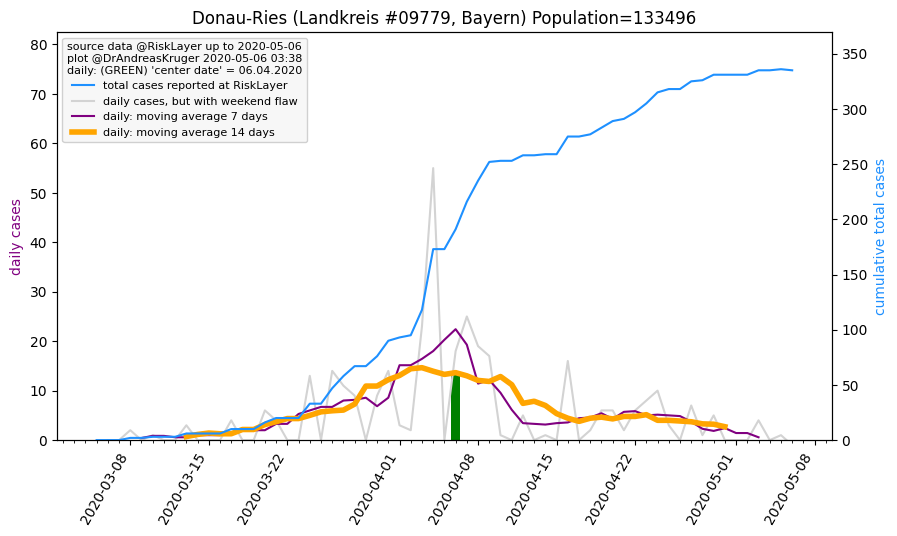 Donau-Ries (Landkreis #09779, Bayern) Population=133496
source data @RiskLayer up to 2020-05-06
plot @DrAndreasKruger 2020-05-06 03:38
daily: (GREEN) 'center date' = 06.04.2020
total cases reported at RiskLayer
daily cases, but with weekend flaw
daily: moving average 7 days
daily: moving average 14 days
daily cases
80
70
60
50
40
30
20
10
0
cumulative total cases
350
300
250
200
150
100
50
0
2020-03-08
2020-03-15
2020-03-22
2020-04-01
2020-04-08
2020-04-15
2020-04-22
2020-05-01
2020-05-08